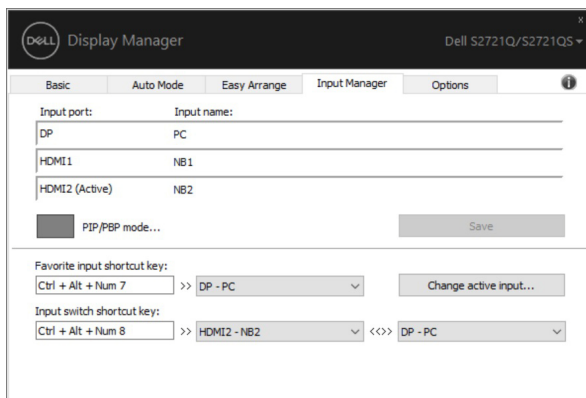 x
DELL Display Manager Dell S2721Q/S2721QS
Basic Auto Mode Easy Arrange Input Manager Options i
Input port: Input name:
DP PC
HDMI1 NB1
HDMI2 (Active) NB2
PIP/PBP mode... Save
Favorite input shortcut key:
Ctrl + Alt + Num 7 >> DP - PC Change active input...
Input switch shortcut key:
Ctrl + Alt + Num 8 >> HDMI2 - NB2 <<>> DP - PC